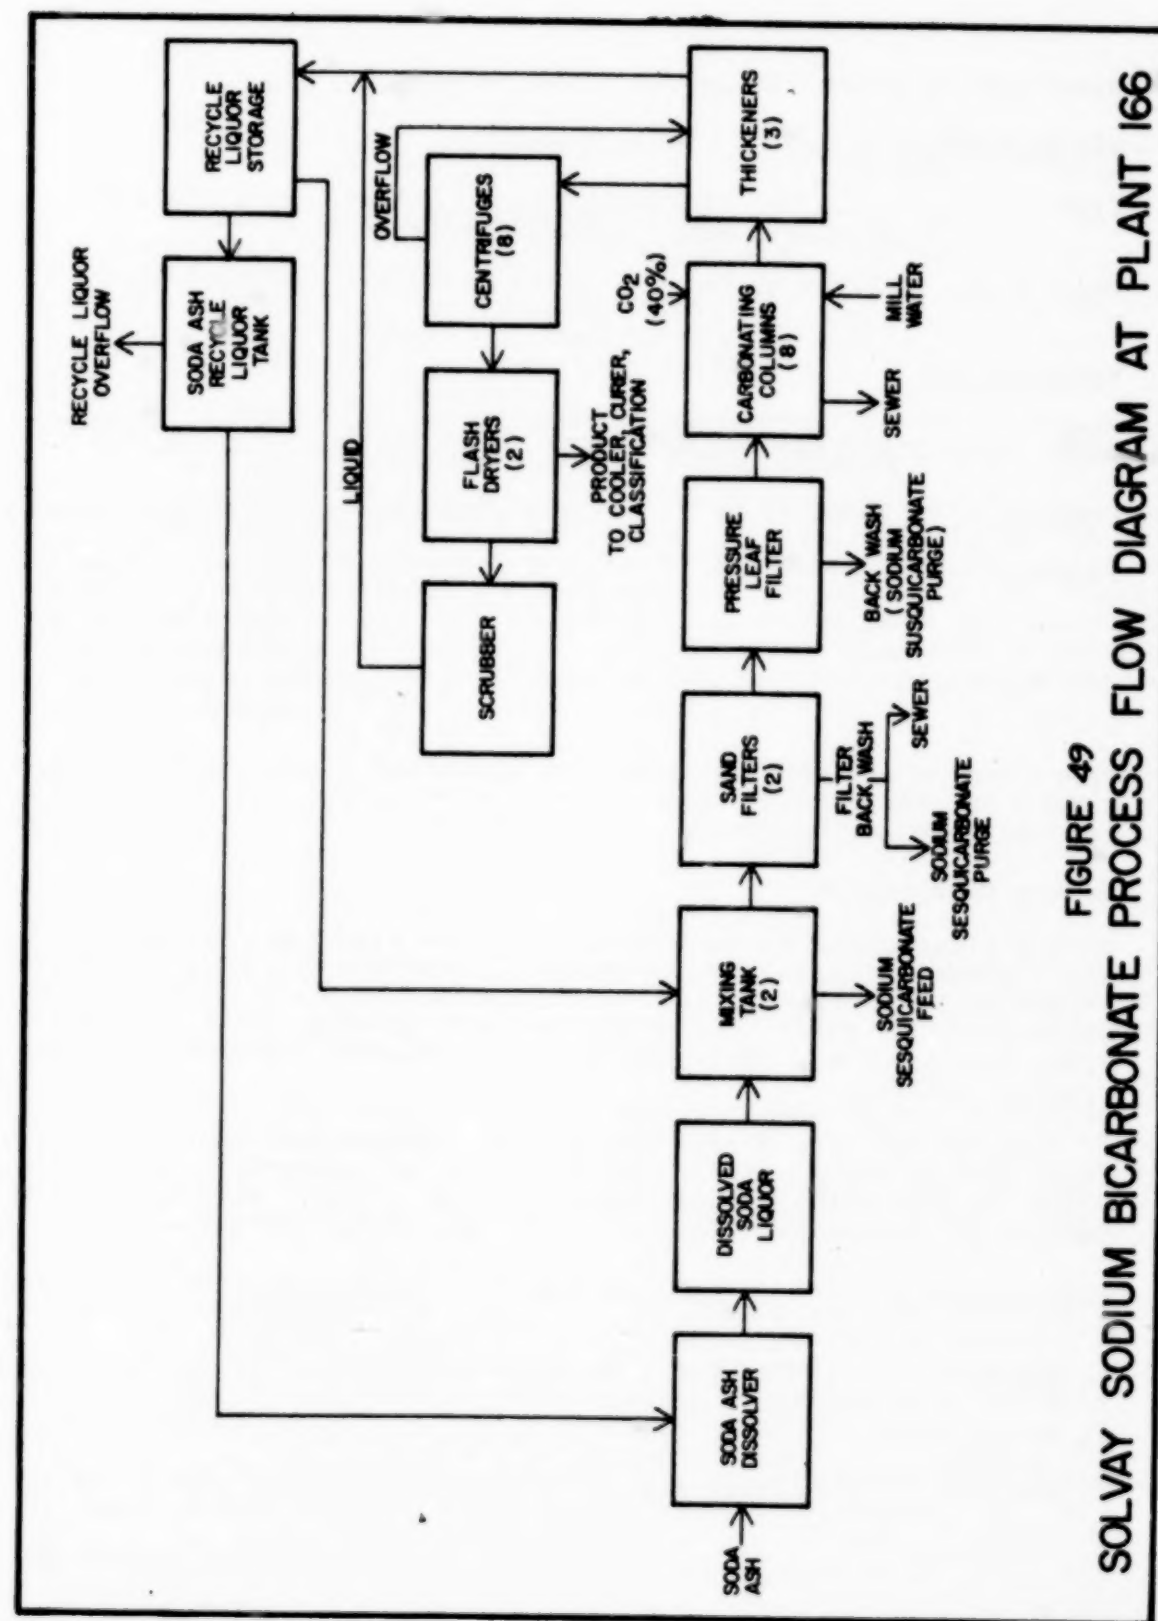 RECYCLE LIQUOR
OVERFLOW
SODA ASH
RECYCLE
LIQUOR
TANK
RECYCLE
LIQUOR
STORAGE
LIQUID
OVERFLOW
SCRUBBER
FLASH
DRYERS
(2)
CENTRIFUGES
(8)
PRODUCT
TO COOLER, CURER,
CLASSIFICATION
CO2
(40%)
SODA
ASH
SODA ASH
DISSOLVER
DISSOLVED
SODA
LIQUOR
MIXING
TANK
(2)
SAND
FILTERS
(2)
PRESSURE
LEAF
FILTER
CARBONATING
COLUMNS
(8)
THICKENERS
(3)
SODIUM
SESQUICARBONATE
FEED
FILTER
BACK WASH
SODIUM
SESQUICARBONATE
PURGE
SEWER
BACK WASH
(SODIUM
SUSQUICARBONATE
PURGE)
SEWER
MILL
WATER
FIGURE 49
SOLVAY SODIUM BICARBONATE PROCESS FLOW DIAGRAM AT PLANT 166